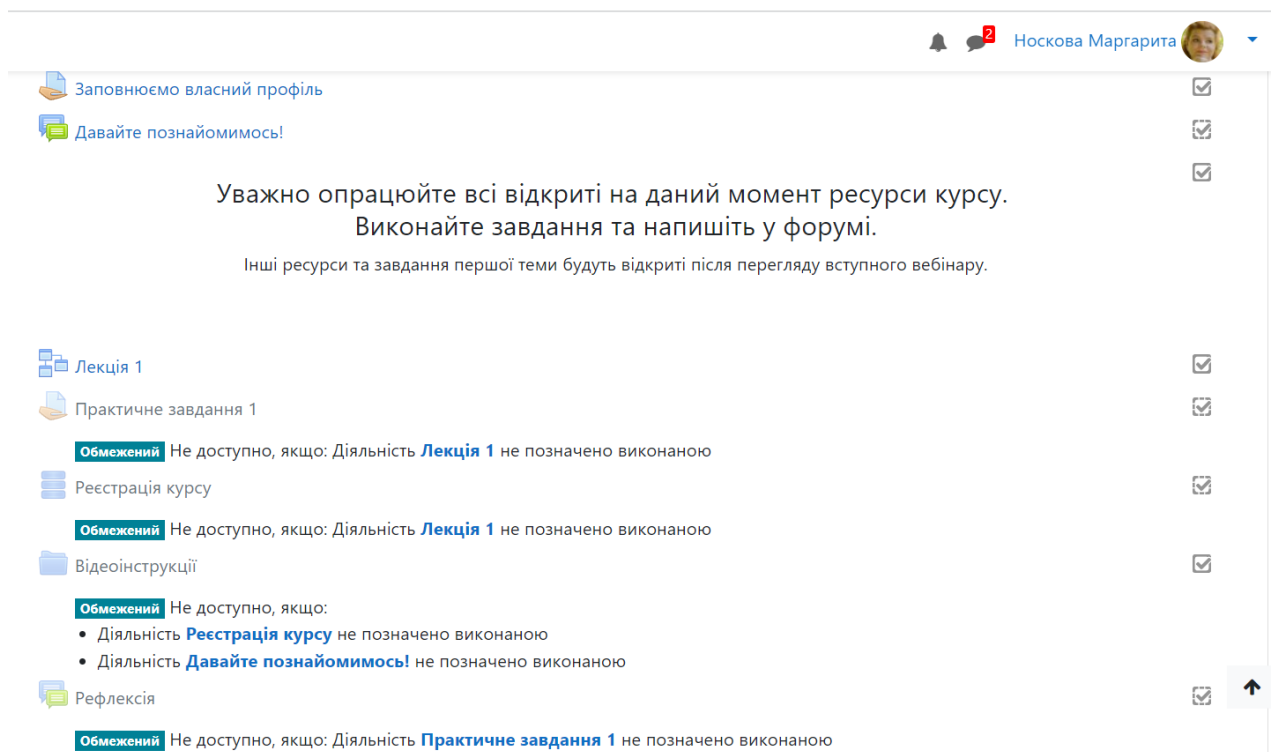 2
Носкова Маргарита
Заповнюємо власний профіль
Давайте познайомимось!
Уважно опрацюйте всі відкриті на даний момент ресурси курсу.
Виконайте завдання та напишіть у форумі.
Інші ресурси та завдання першої теми будуть відкриті після перегляду вступного вебінару.
Лекція 1
Практичне завдання 1
Обмежений Не доступно, якщо: Діяльність Лекція 1 не позначено виконаною
Реєстрація курсу
Обмежений Не доступно, якщо: Діяльність Лекція 1 не позначено виконаною
Відеоінструкції
Обмежений Не доступно, якщо:
• Діяльність Реєстрація курсу не позначено виконаною
• Діяльність Давайте познайомимось! не позначено виконаною
Рефлексія
Обмежений Не доступно, якщо: Діяльність Практичне завдання 1 не позначено виконаною